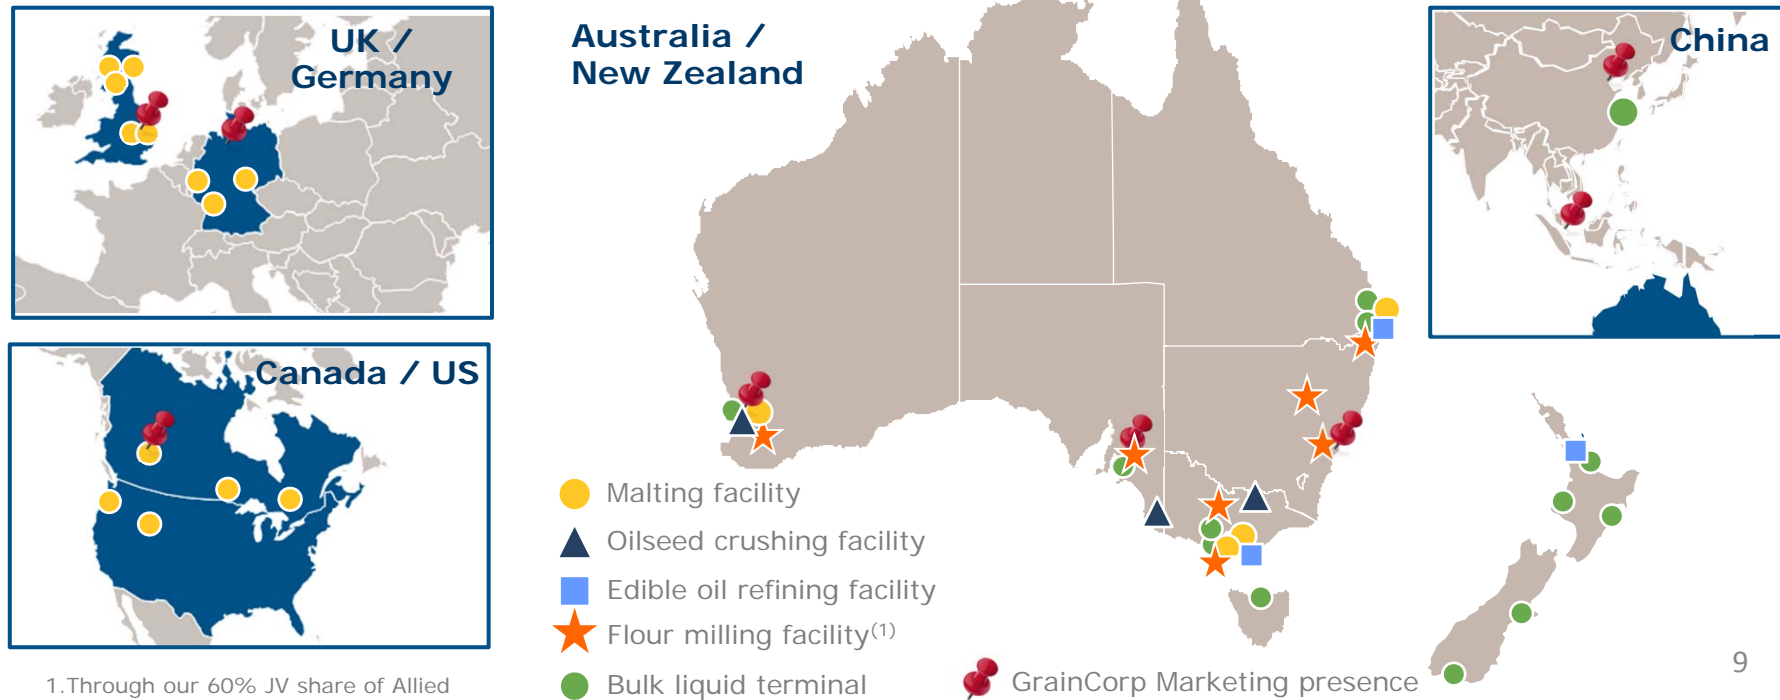 UK /
Germany
Australia /
New Zealand
China
Canada / US
Malting facility
Oilseed crushing facility
Edible oil refining facility
Flour milling facility(1)
Bulk liquid terminal
GrainCorp Marketing presence
1.Through our 60% JV share of Allied
9